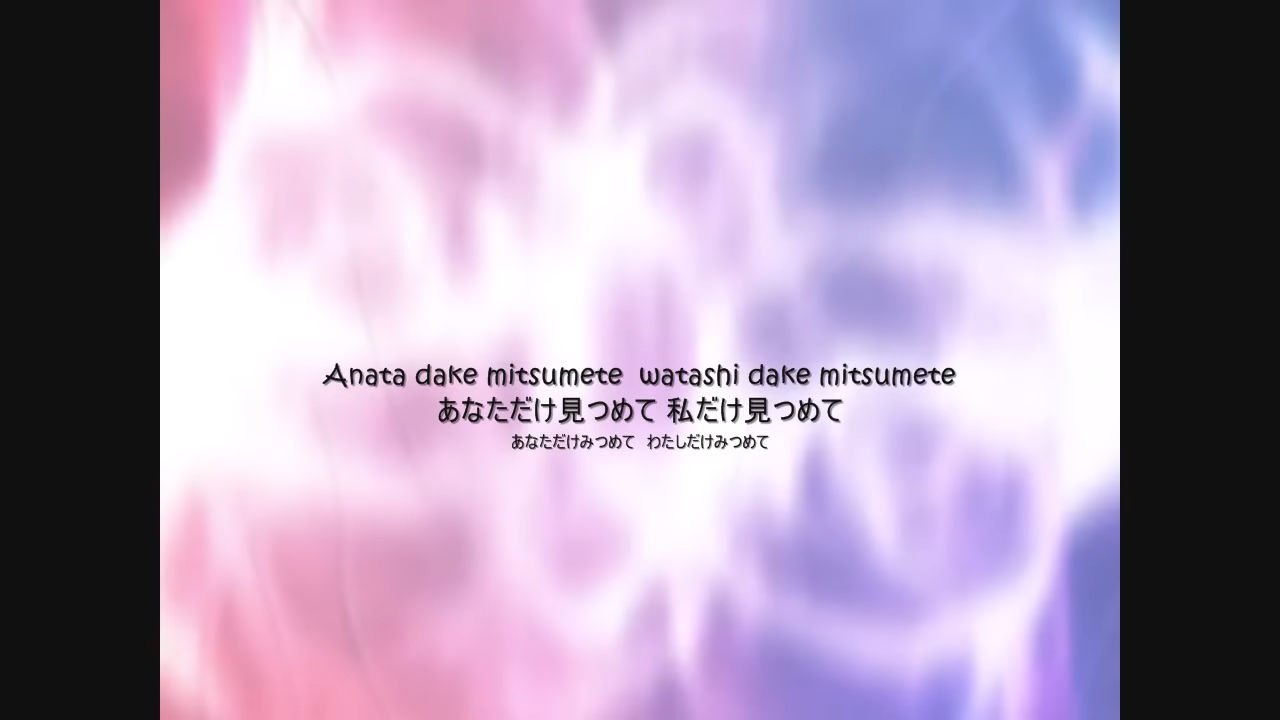 Anata dake mitsumete  watashi dake mitsumete
あなただけ見つめて 私だけ見つめて
あなただけみつめて  わたしだけみつめて